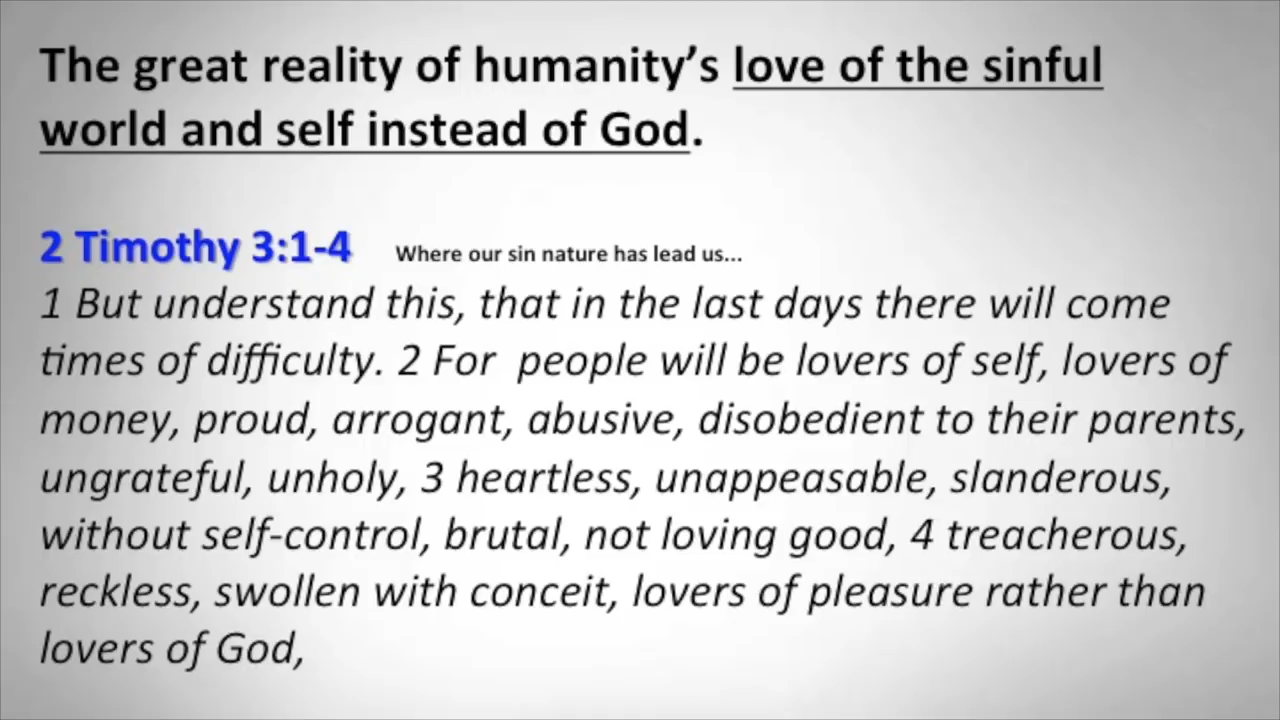 The great reality of humanity’s love of the sinful
world and self instead of God.
2 Timothy 3:1-4 Where our sin nature has lead us...
1 But understand this, that in the last days there will come
times of difficulty. 2 For  people will be lovers of self, lovers of
money, proud, arrogant, abusive, disobedient to their parents,
ungrateful, unholy, 3 heartless, unappeasable, slanderous,
without self-control, brutal, not loving good, 4 treacherous,
reckless, swollen with conceit, lovers of pleasure rather than
lovers of God,